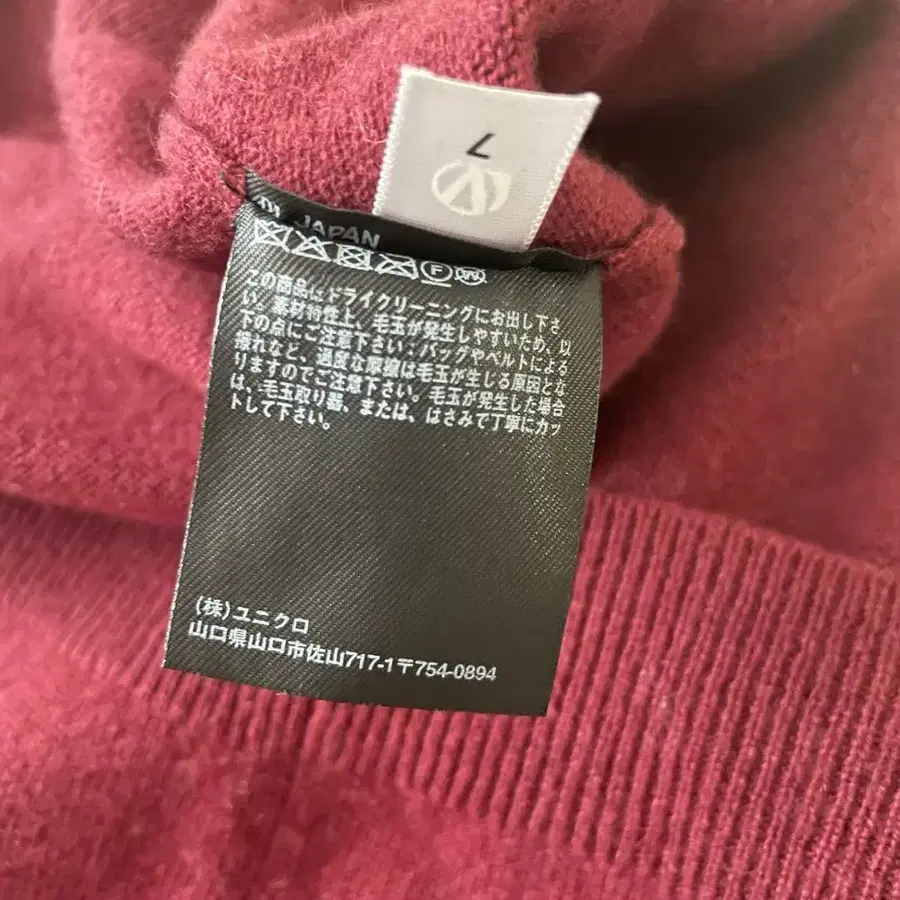 7
JAPAN
F W
この商品はドライクリーニングにお出し下さ
い。素材特性上、毛玉が発生しやすいため、以
下の点にご注意下さい:バッグやベルトによる
擦れなど、過度な摩擦は毛玉が生じる原因とな
りますのでご注意下さい。毛玉が発生した場合
は、毛玉取り器、または、はさみで丁寧にカッ
トして下さい。
(株)ユニクロ
山口県山口市佐山717-1〒754-0894